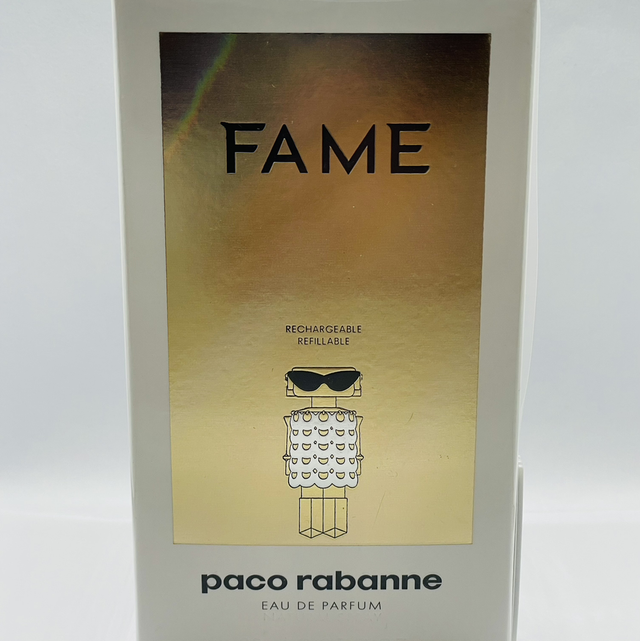 FAME
RECHARGEABLE
REFILLABLE
paco rabanne
EAU DE PARFUM